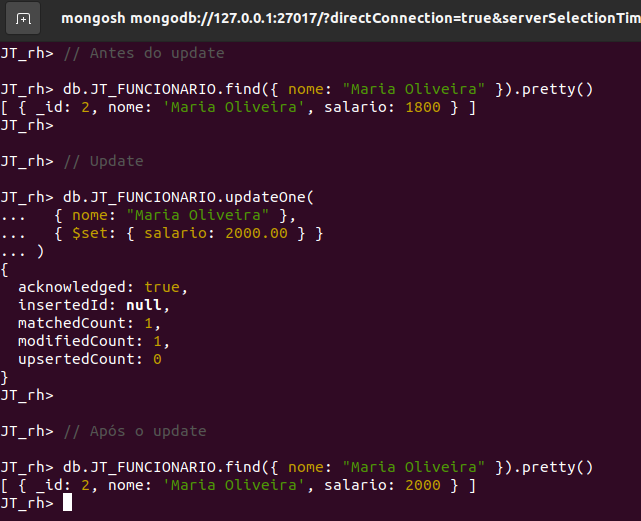 mongosh mongodb://127.0.0.1:27017/?directConnection=true&serverSelectionTim
JT_rh> // Antes do update
JT_rh> db.JT_FUNCIONARIO.find({ nome: "Maria Oliveira" }).pretty()
[ { _id: 2, nome: 'Maria Oliveira', salario: 1800 } ]
JT_rh>
JT_rh> // Update
JT_rh> db.JT_FUNCIONARIO.updateOne(
...   { nome: "Maria Oliveira" },
...   { $set: { salario: 2000.00 } }
... )
{
  acknowledged: true,
  insertedId: null,
  matchedCount: 1,
  modifiedCount: 1,
  upsertedCount: 0
}
JT_rh>
JT_rh> // Após o update
JT_rh> db.JT_FUNCIONARIO.find({ nome: "Maria Oliveira" }).pretty()
[ { _id: 2, nome: 'Maria Oliveira', salario: 2000 } ]
JT_rh>